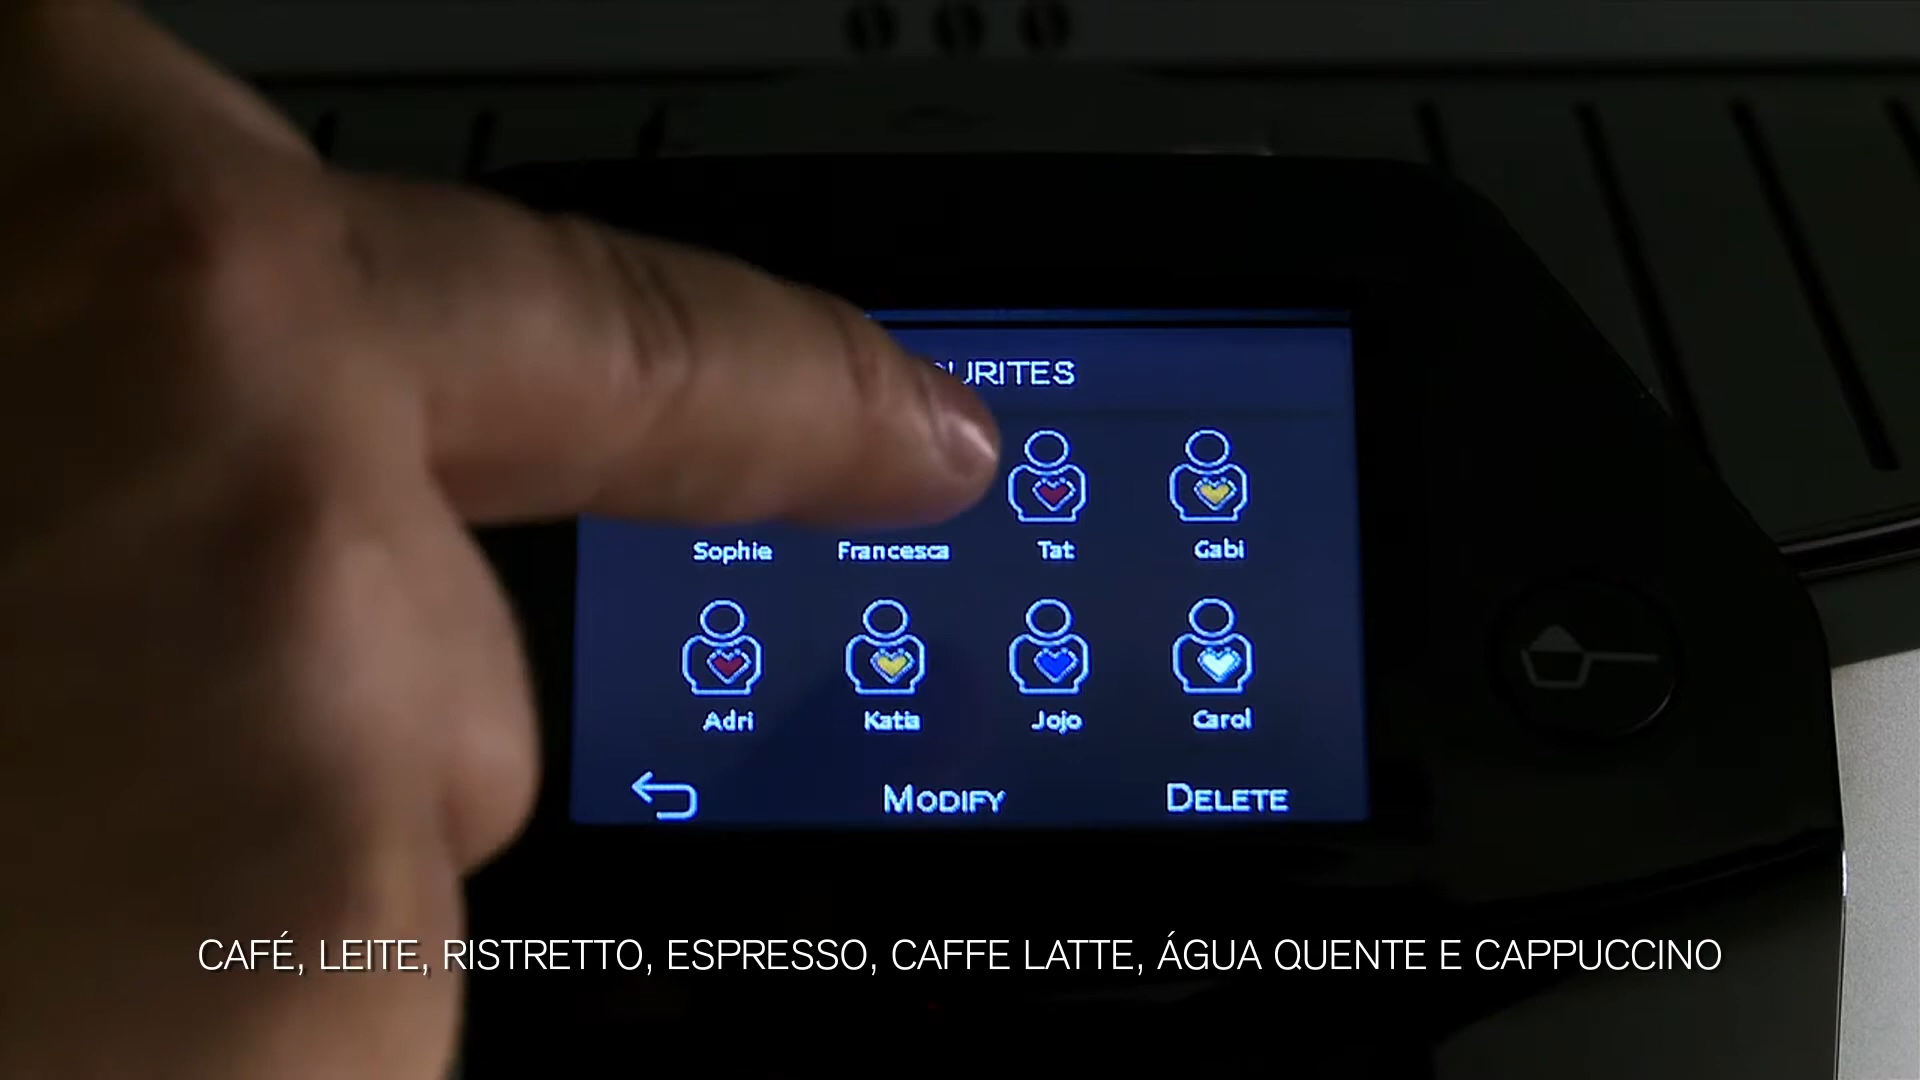 URITES
Sophie Francesca Tat Gabi
Adri Katia Jojo Carol
MODIFY DELETE
CAFÉ, LEITE, RISTRETTO, ESPRESSO, CAFFE LATTE, ÁGUA QUENTE E CAPPUCCINO